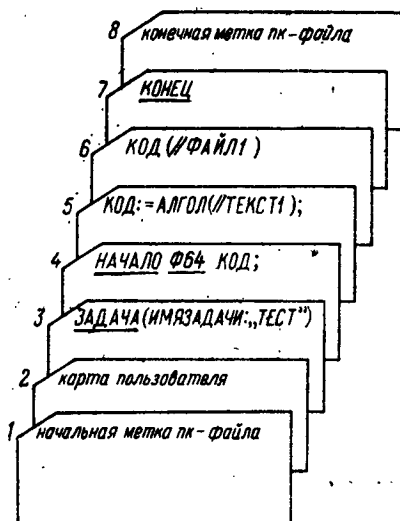 8 конечная метка пк-файла
7 КОНЕЦ
6 КОД(//ФАЙЛ1)
5 КОД:=АЛГОЛ(//ТЕКСТ1);
4 НАЧАЛО Ф64 КОД;
3 ЗАДАЧА(ИМЯЗАДАЧИ:„ТЕСТ")
2 карта пользователя
1 начальная метка пк-файла